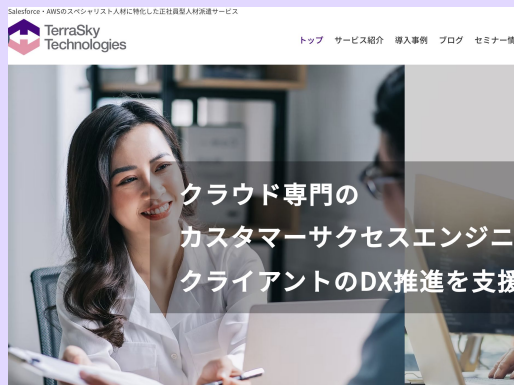 Salesforce・AWSのスペシャリスト人材に特化した正社員型人材派遣サービス
TerraSky
Technologies
トップ サービス紹介 導入事例 ブログ セミナー情
クラウド専門の
カスタマーサクセスエンジニ
クライアントのDX推進を支援